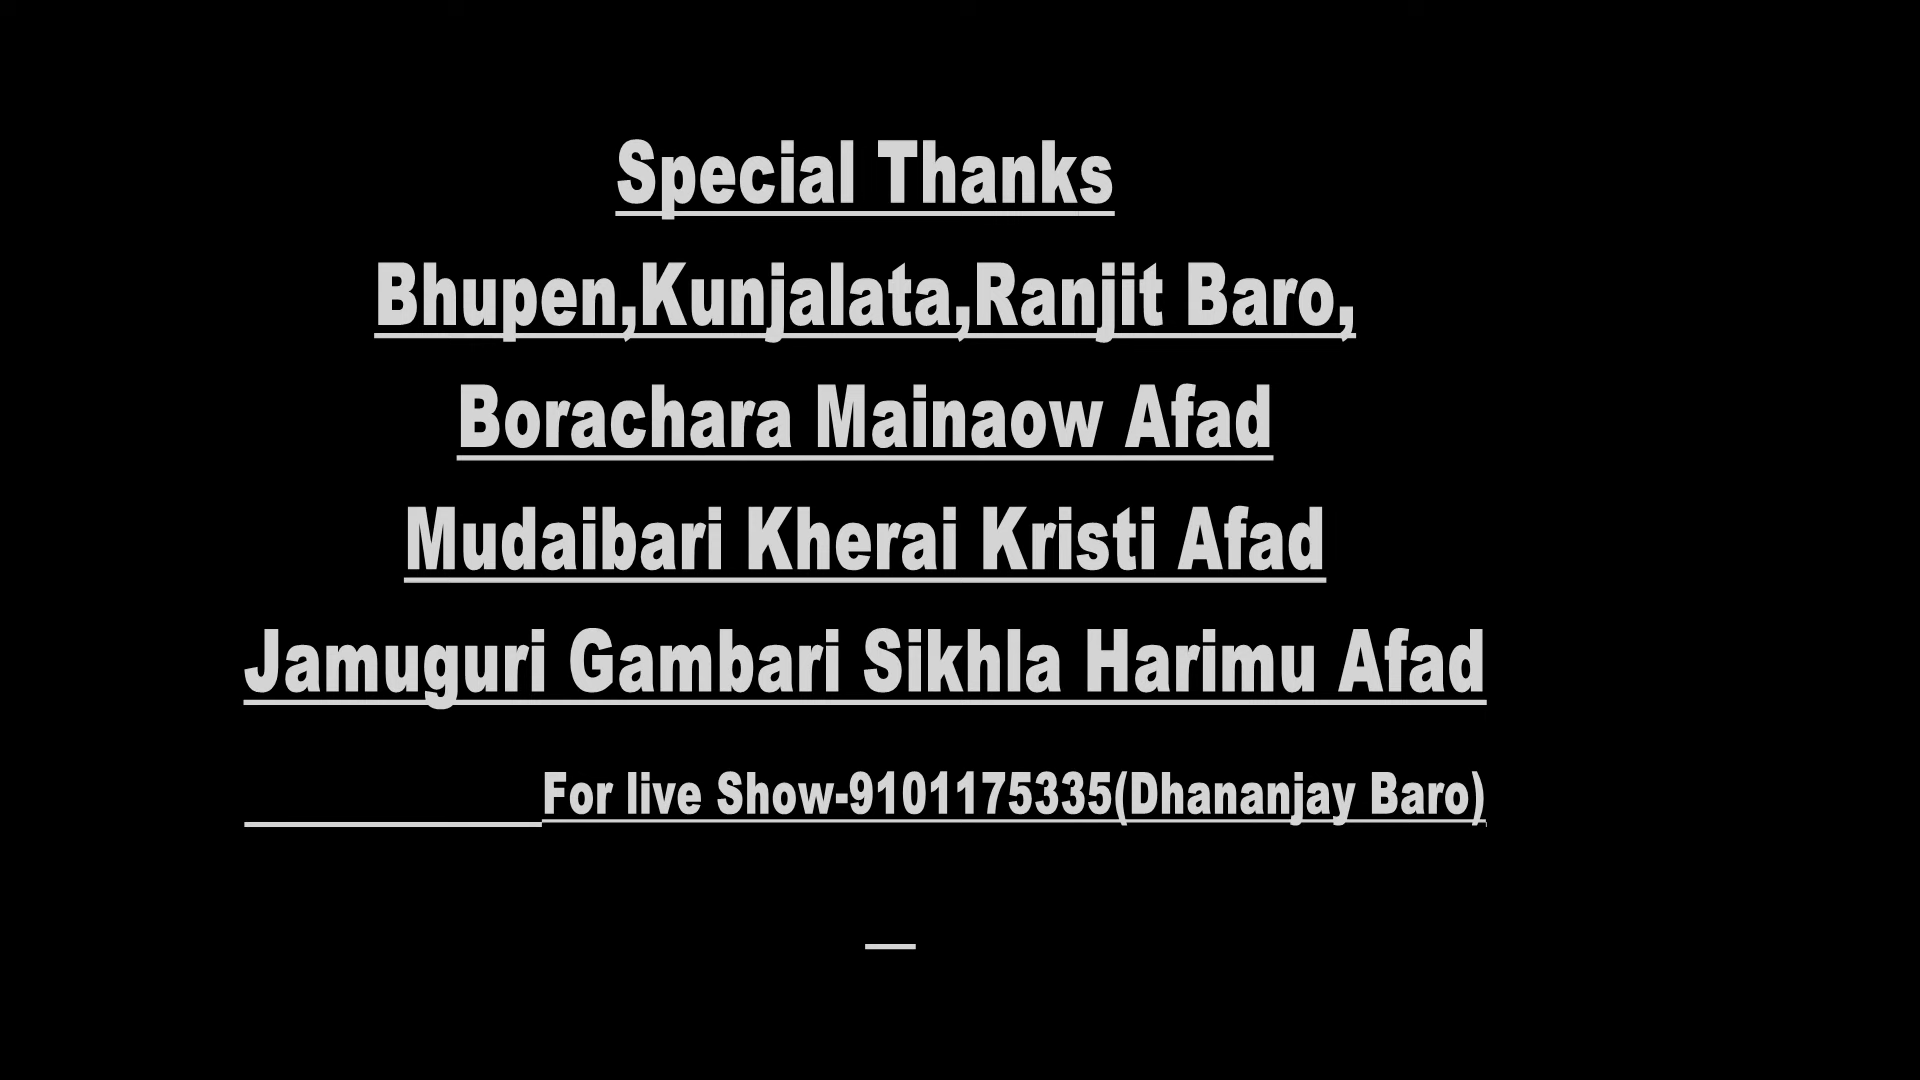 Special Thanks
Bhupen,Kunjalata,Ranjit Baro,
Borachara Mainaow Afad
Mudaibari Kherai Kristi Afad
Jamuguri Gambari Sikhla Harimu Afad
For live Show-9101175335(Dhananjay Baro)